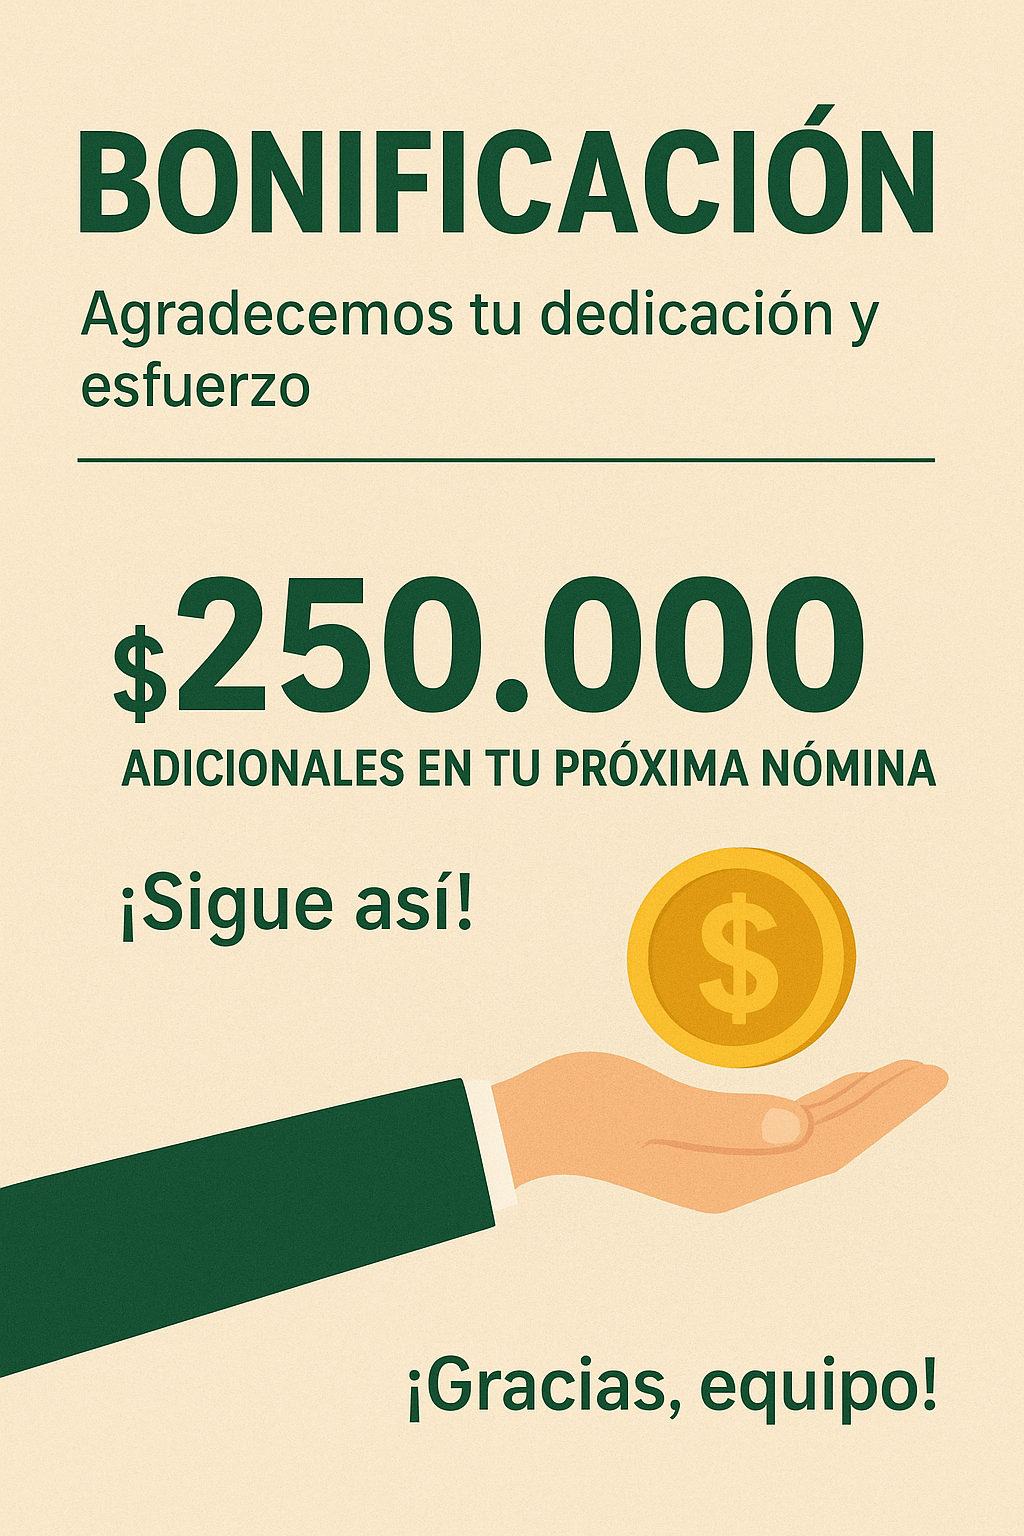 BONIFICACIÓN
Agradecemos tu dedicación y
esfuerzo
$250.000
ADICIONALES EN TU PRÓXIMA NÓMINA
¡Sigue así!
$
¡Gracias, equipo!